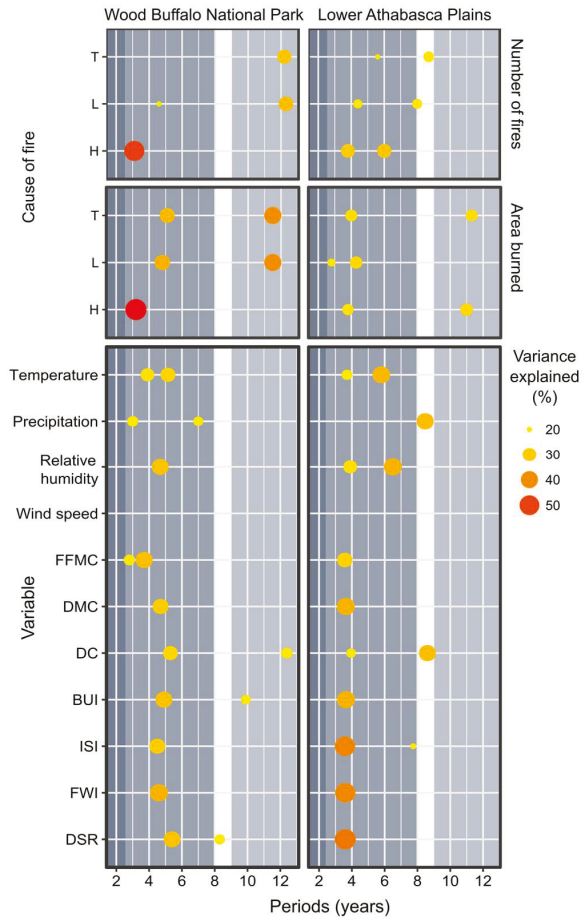 Wood Buffalo National Park
Lower Athabasca Plains
Cause of fire
T
L
H
Number of fires
T
L
H
Area burned
Variable
Temperature
Precipitation
Relative
humidity
Wind speed
FFMC
DMC
DC
BUI
ISI
FWI
DSR
Variance
explained
(%)
20
30
40
50
2 4 6 8 10 12
2 4 6 8 10 12
Periods (years)
Periods (years)